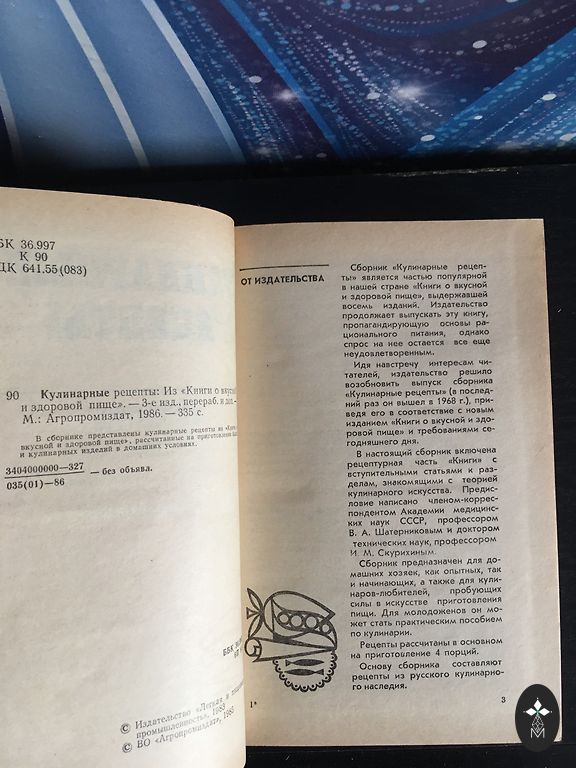 БК 36.997
К 90
ДК 641.55(083)
90 Кулинарные рецепты: Из «Книги о вкусной
и здоровой пище».— 3-е изд., перераб. и доп.—
М.: Агропромиздат, 1986.— 335 с.
В сборнике представлены кулинарные рецепты из «Книги о
вкусной и здоровой пище», рассчитанные на приготовление блюд
и кулинарных изделий в домашних условиях.
3404000000—327
035(01)—86
— без объявл.
ББК
© Издательство «Легкая и пищевая
промышленность»,
© ВО «Агропромиздат»,
ОТ ИЗДАТЕЛЬСТВА
Сборник «Кулинарные рецеп-
ты» является частью популярной
в нашей стране «Книги о вкусной
и здоровой пище», выдержавшей
восемь изданий. Издательство
продолжает выпускать эту книгу,
пропагандирующую основы ра-
ционального питания, однако
спрос на нее остается все еще
неудовлетворенным.
Идя навстречу интересам чи-
тателей, издательство решило
возобновить выпуск сборника
«Кулинарные рецепты» (в послед-
ний раз он вышел в 1968 г.), при-
ведя его в соответствие с новым
изданием «Книги о вкусной и здо-
ровой пище» и требованиями се-
годняшнего дня.
В настоящий сборник включена
рецептурная часть «Книги» с
вступительными статьями к раз-
делам, знакомящими с теорией
кулинарного искусства. Предис-
ловие написано членом-коррес-
пондентом Академии медицинс-
ких наук СССР, профессором
В. А. Шатерниковым и доктором
технических наук, профессором
И. М. Скурихиным.
Сборник предназначен для до-
машних хозяек, как опытных, так
и начинающих, а также для кули-
наров-любителей, пробующих
силы в искусстве приготовления
пищи. Для молодоженов он мо-
жет стать практическим пособием
по кулинарии.
Рецепты рассчитаны в основном
на приготовление 4 порций.
Основу сборника составляют
рецепты из русского кулинарно-
го наследия.
1*
3
М